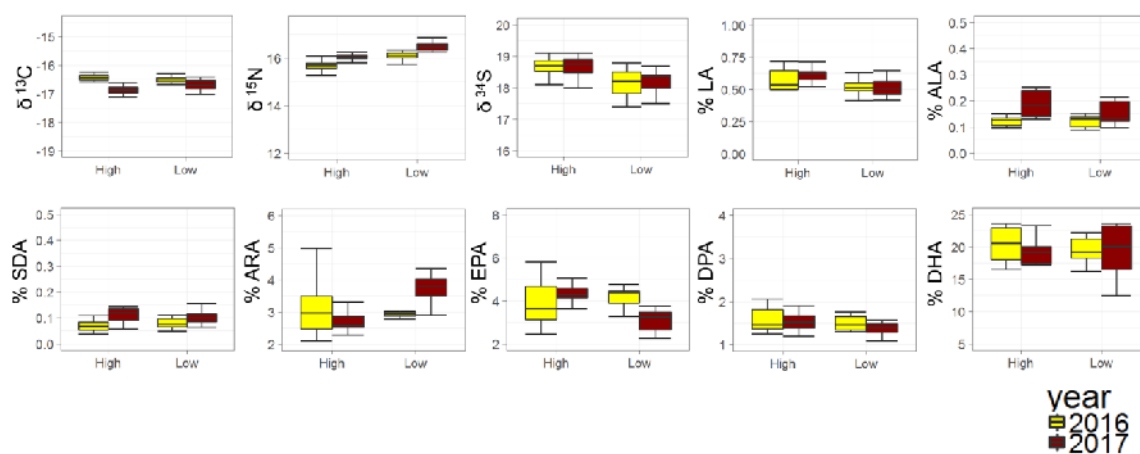 δ 13C
-15
-16
-17
-18
-19
High
Low
δ 15N
16
14
12
High
Low
δ 34S
20
19
18
17
16
High
Low
% LA
1.00
0.75
0.50
0.25
0.00
High
Low
% ALA
0.5
0.4
0.3
0.2
0.1
0.0
High
Low
% SDA
0.5
0.4
0.3
0.2
0.1
0.0
High
Low
% ARA
6
5
4
3
2
High
Low
% EPA
8
6
4
2
High
Low
% DPA
4
3
2
1
High
Low
% DHA
25
20
15
10
5
High
Low
year
2016
2017